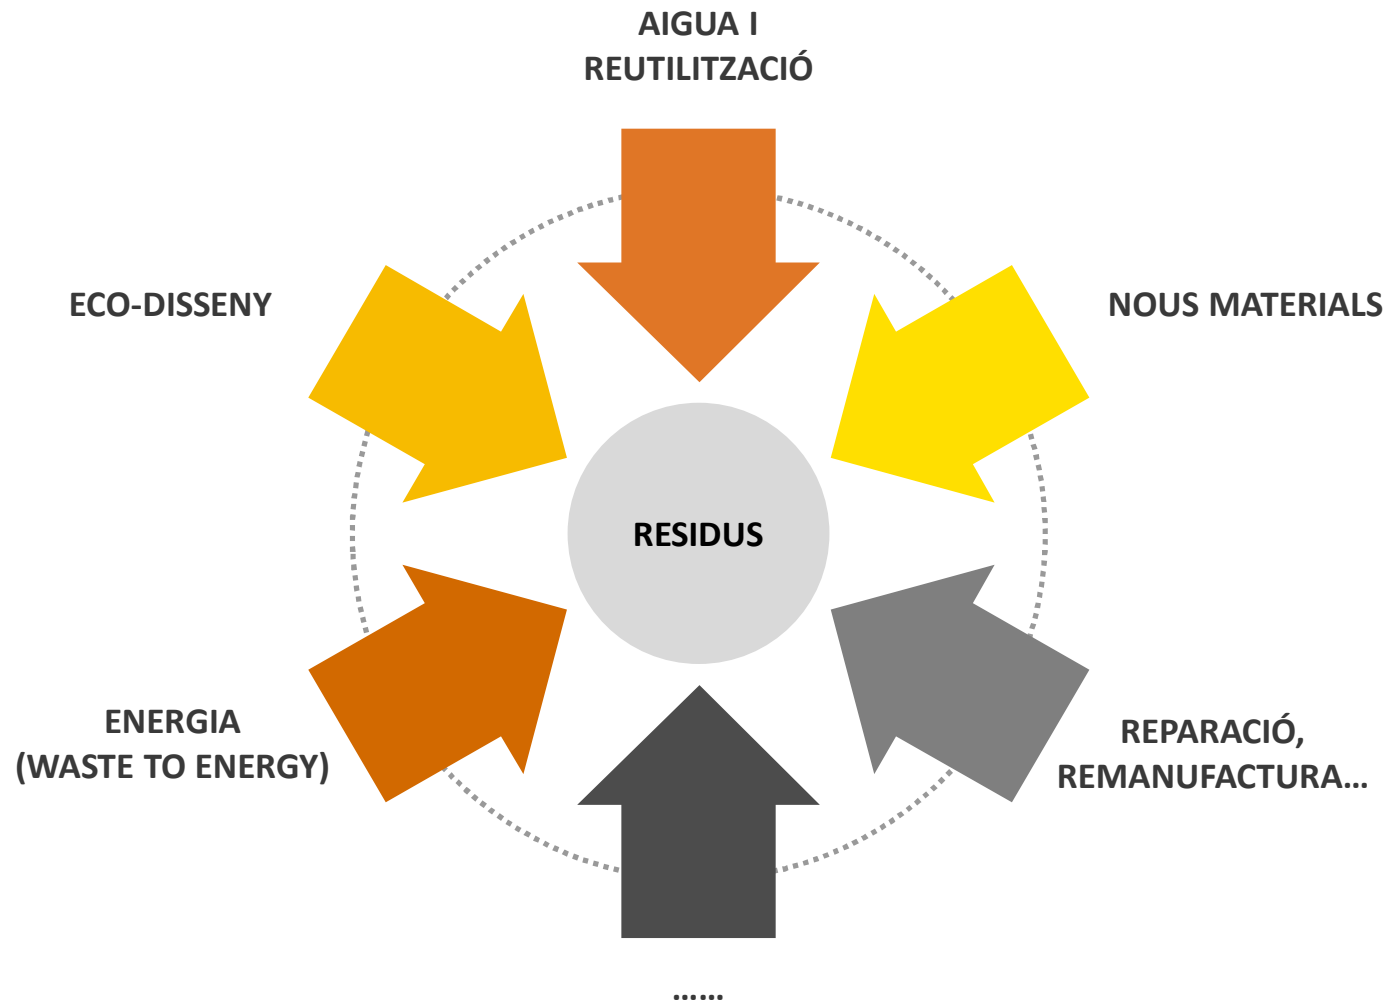 AIGUA I
REUTILITZACIÓ
ECO-DISSENY
NOUS MATERIALS
RESIDUS
ENERGIA
(WASTE TO ENERGY)
REPARACIÓ,
REMANUFACTURA…
……